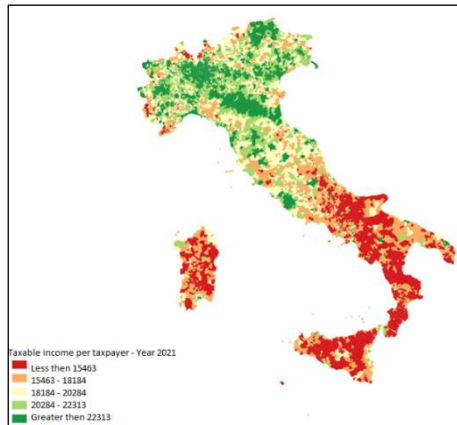 Taxable income per taxpayer - Year 2021
Less then 15463
15463 - 18184
18184 - 20284
20284 - 22313
Greater then 22313